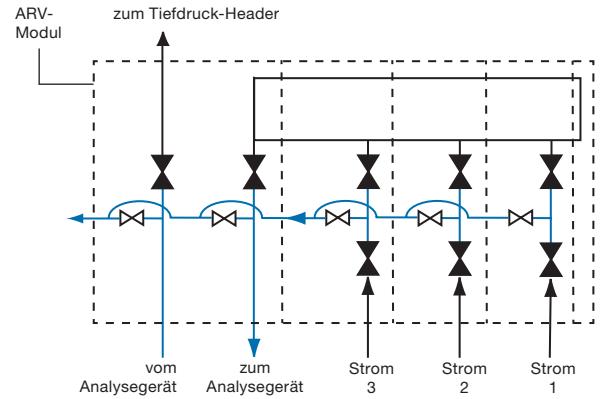 ARV-
Modul
zum Tiefdruck-Header
vom
Analysegerät
zum
Analysegerät
Strom
3
Strom
2
Strom
1